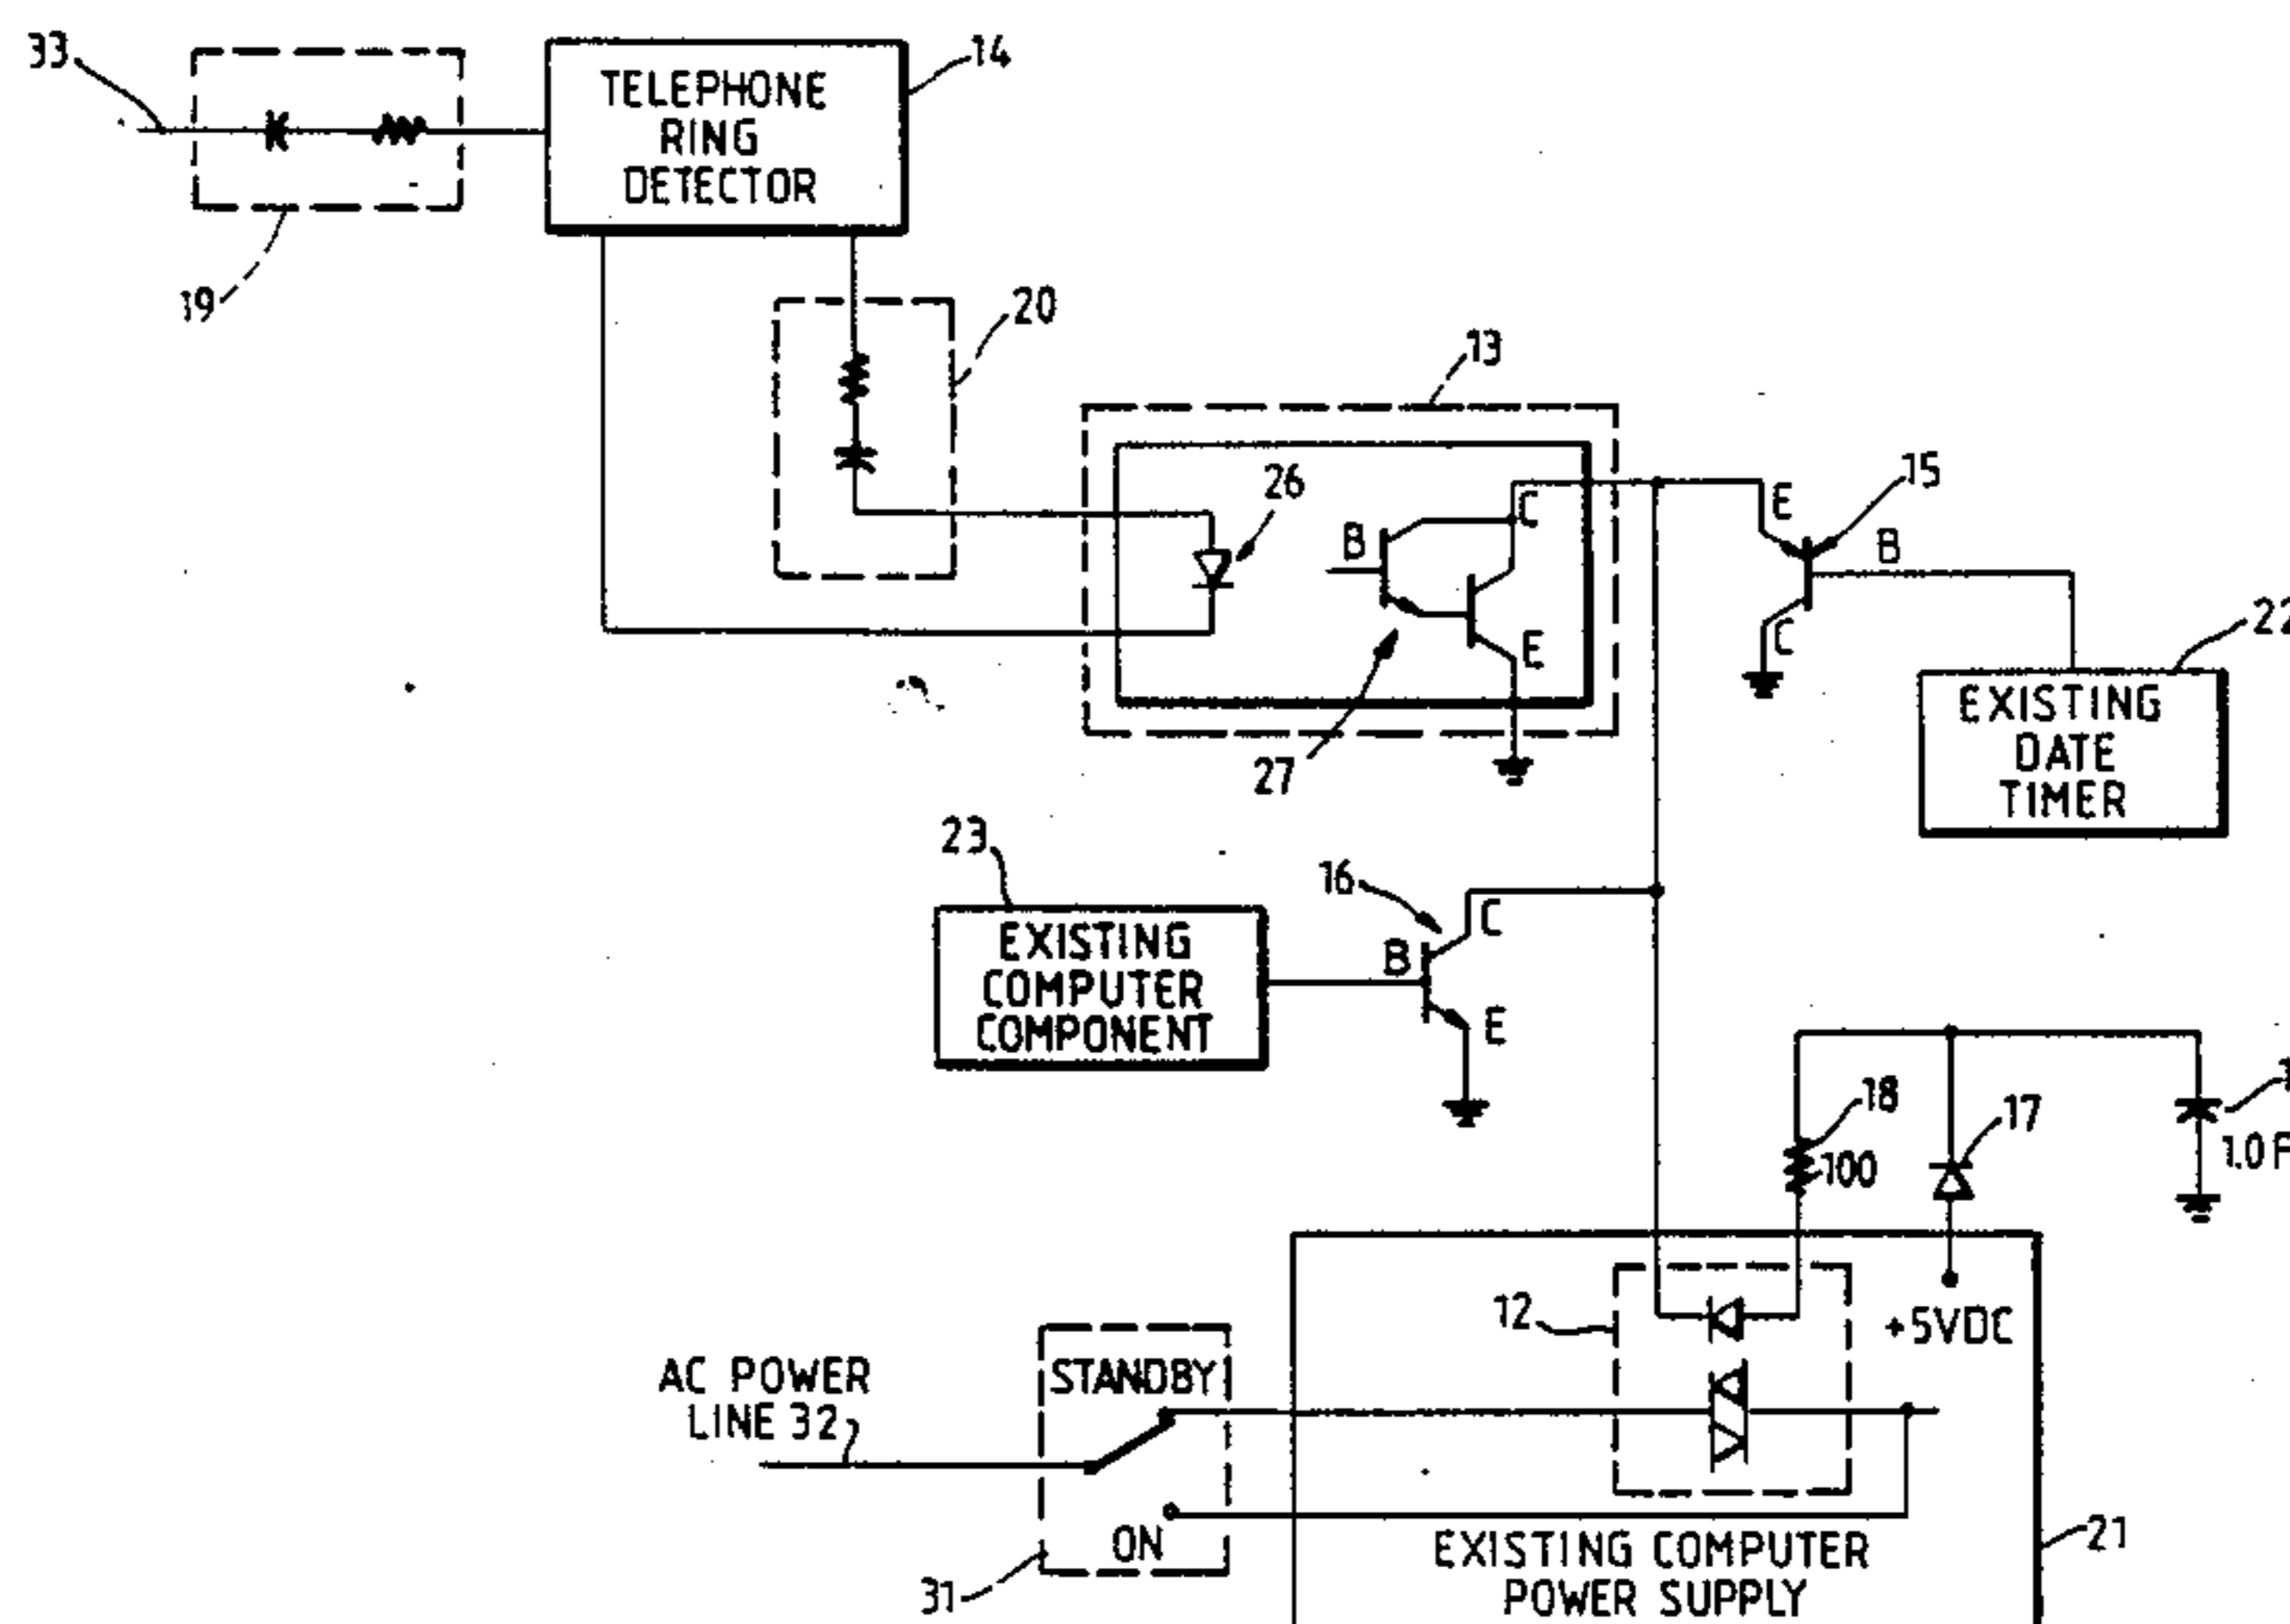 33
14
TELEPHONE
RING
DETECTOR
19
20
13
26
15
E
C
B
B
C
E
22
27
EXISTING
DATE
TIMER
23
16
C
B
E
EXISTING
COMPUTER
COMPONENT
18
100
17
1.0 F
12
+5VDC
AC POWER
LINE 32
STANDBY
ON
31
EXISTING COMPUTER
POWER SUPPLY
21